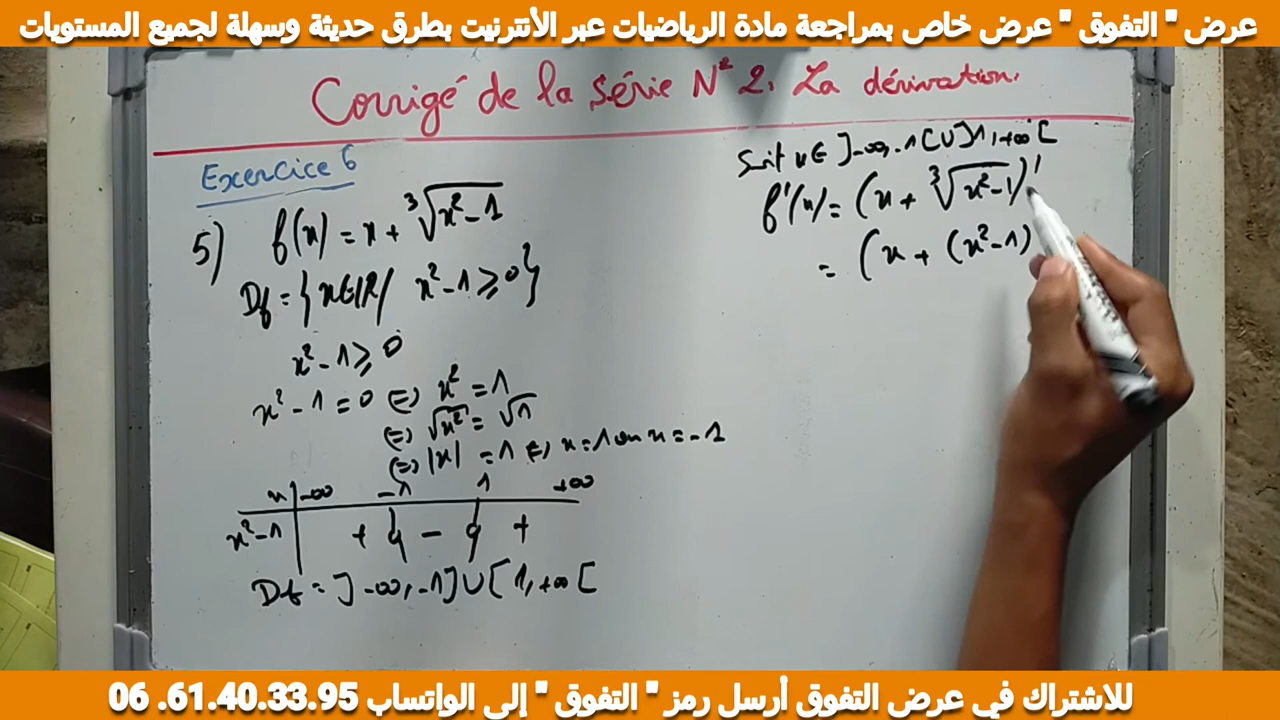 عرض " التفوق " عرض خاص بمراجعة مادة الرياضيات عبر الأنترنيت بطرق حديثة وسهلة لجميع المستويات
Corrigé de la série N° 2. La dérivation.
Exercice 6
5) f(x) = x + ∛(x² - 1)
Df = {x ∈ IR / x² - 1 ≥ 0}
x² - 1 ≥ 0
x² - 1 = 0 ⇔ x² = 1
⇔ √x² = √1
⇔ |x| = 1 ⇔ x = 1 ou x = -1
x | -∞ -1 1 +∞
x² - 1 | + 0 - 0 +
Df = ]-∞, -1] ∪ [1, +∞[
Soit x ∈ ]-∞, -1[ ∪ ]1, +∞[
f'(x) = (x + ∛(x² - 1))'
= (x + (x² - 1)
للاشتراك في عرض التفوق أرسل رمز " التفوق " إلى الواتساب 06.61.40.33.95